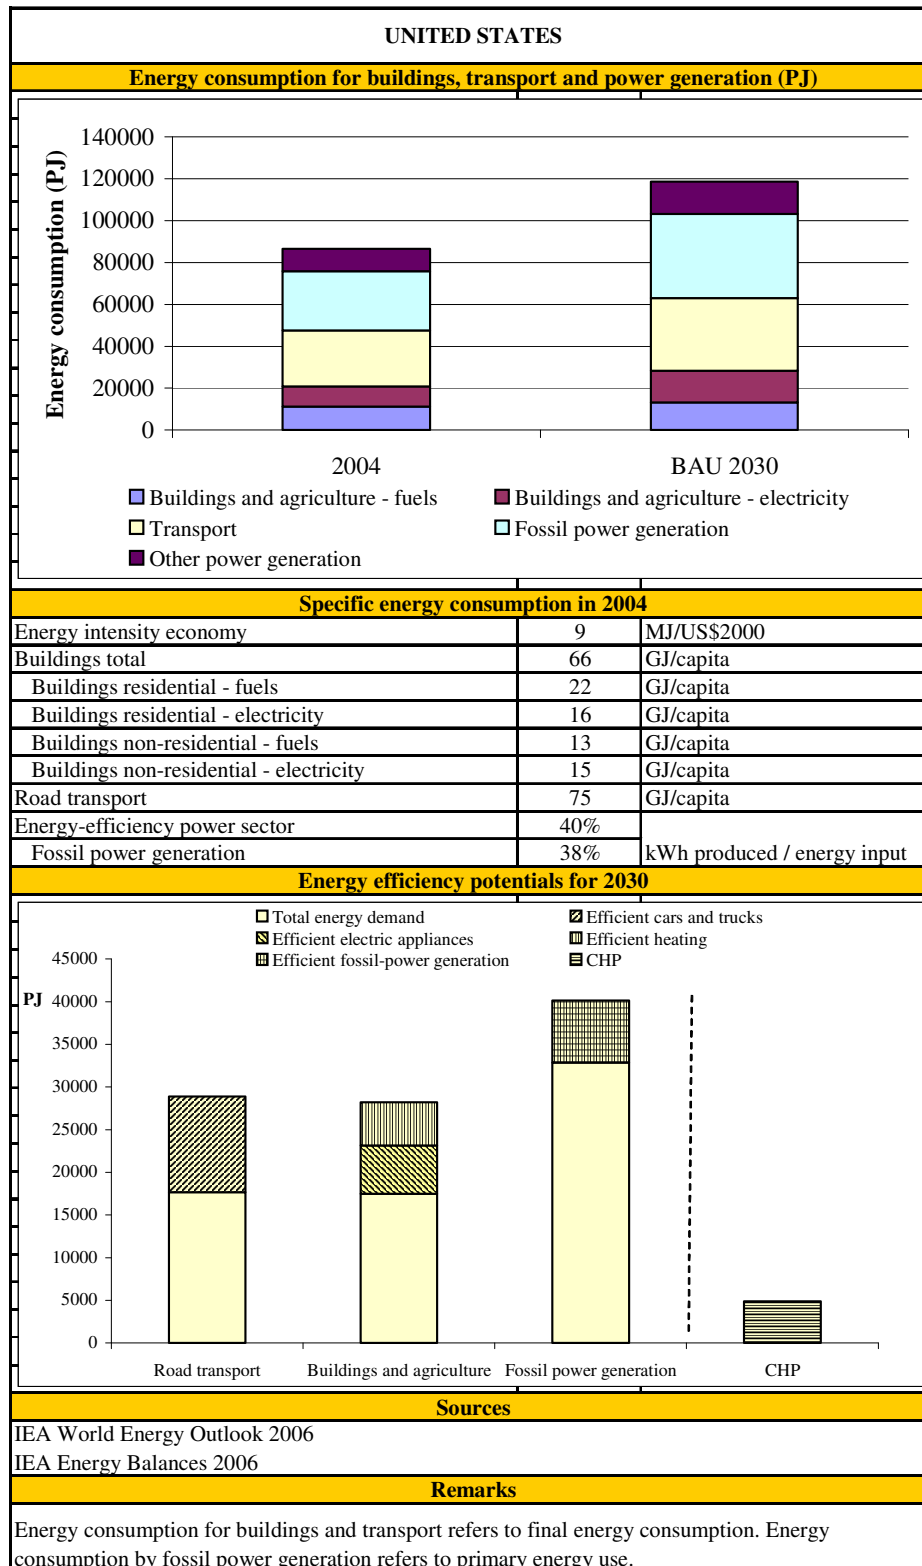 UNITED STATES
Energy consumption for buildings, transport and power generation (PJ)
Energy consumption (PJ)
140000
120000
100000
80000
60000
40000
20000
0
2004 BAU 2030
Buildings and agriculture - fuels Buildings and agriculture - electricity
Transport Fossil power generation
Other power generation
Specific energy consumption in 2004
Energy intensity economy 9 MJ/US$2000
Buildings total 66 GJ/capita
Buildings residential - fuels 22 GJ/capita
Buildings residential - electricity 16 GJ/capita
Buildings non-residential - fuels 13 GJ/capita
Buildings non-residential - electricity 15 GJ/capita
Road transport 75 GJ/capita
Energy-efficiency power sector 40%
Fossil power generation 38% kWh produced / energy input
Energy efficiency potentials for 2030
Total energy demand Efficient cars and trucks
Efficient electric appliances Efficient heating
Efficient fossil-power generation CHP
PJ
45000
40000
35000
30000
25000
20000
15000
10000
5000
0
Road transport Buildings and agriculture Fossil power generation CHP
Sources
IEA World Energy Outlook 2006
IEA Energy Balances 2006
Remarks
Energy consumption for buildings and transport refers to final energy consumption. Energy
consumption by fossil power generation refers to primary energy use.